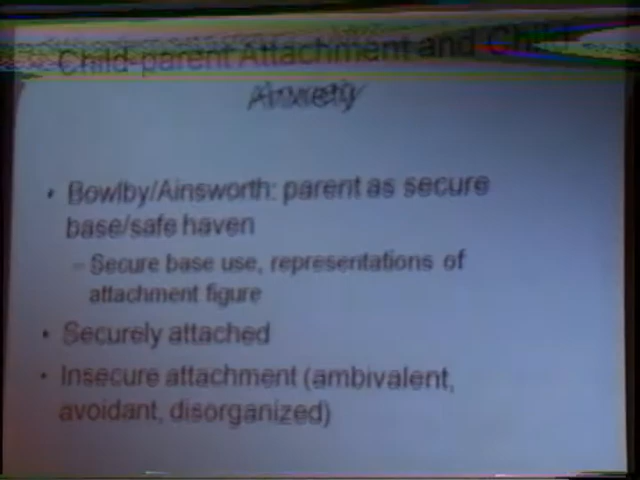 Child-parent Attachment and Child
Anxiety
• Bowlby/Ainsworth: parent as secure
base/safe haven
– Secure base use, representations of
attachment figure
• Securely attached
• Insecure attachment (ambivalent,
avoidant, disorganized)